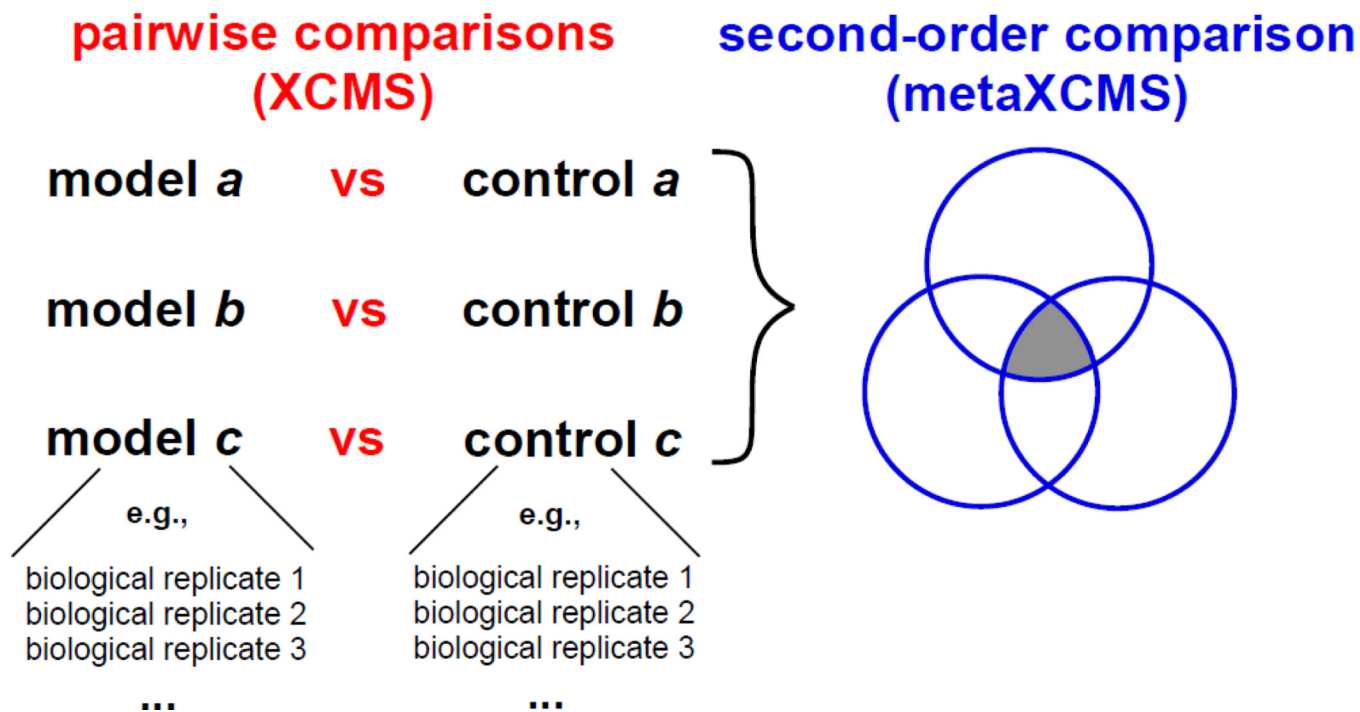 pairwise comparisons
(XCMS)
second-order comparison
(metaXCMS)
model a vs control a
model b vs control b
model c vs control c
e.g., e.g.,
biological replicate 1 biological replicate 1
biological replicate 2 biological replicate 2
biological replicate 3 biological replicate 3
... ...